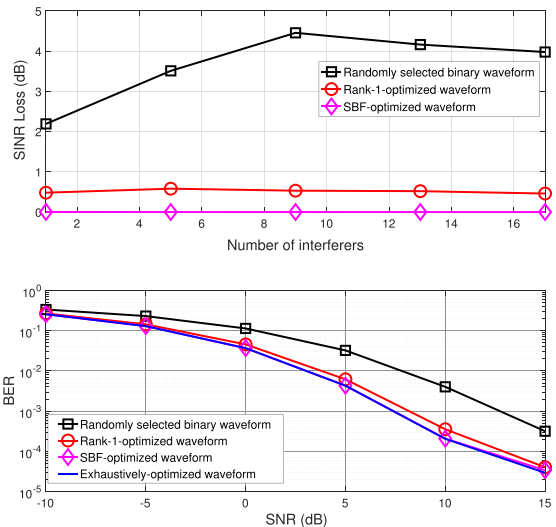 5
4
3
2
1
0
SINR Loss (dB)
Randomly selected binary waveform
Rank-1-optimized waveform
SBF-optimized waveform
2 4 6 8 10 12 14 16
Number of interferers
10^0
10^-1
10^-2
10^-3
10^-4
10^-5
BER
Randomly selected binary waveform
Rank-1-optimized waveform
SBF-optimized waveform
Exhaustively-optimized waveform
-10 -5 0 5 10 15
SNR (dB)